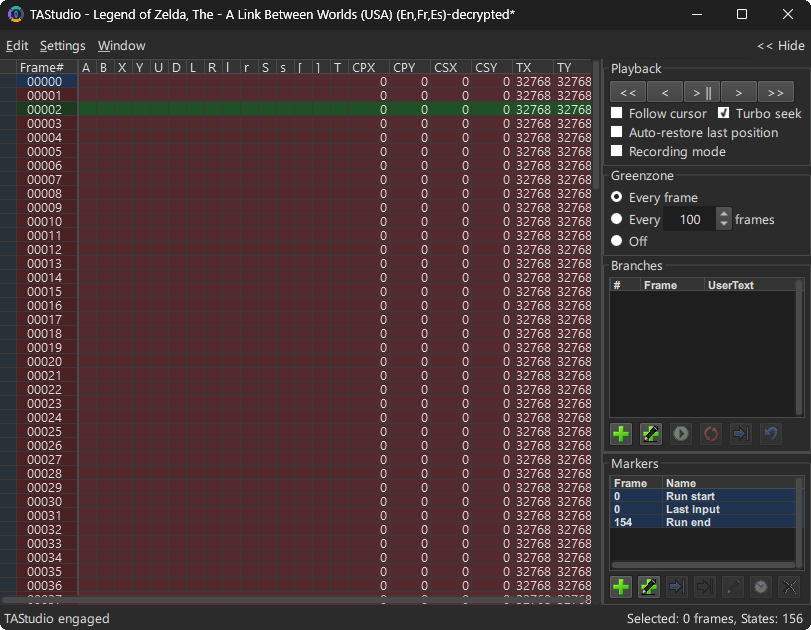 TAStudio - Legend of Zelda, The - A Link Between Worlds (USA) (En,Fr,Es)-decrypted*
Edit Settings Window << Hide
Frame# A B X Y U D L R l r S s [ ] T CPX CPY CSX CSY TX TY
00000 0 0 0 0 32768 32768
00001 0 0 0 0 32768 32768
00002 0 0 0 0 32768 32768
00003 0 0 0 0 32768 32768
00004 0 0 0 0 32768 32768
00005 0 0 0 0 32768 32768
00006 0 0 0 0 32768 32768
00007 0 0 0 0 32768 32768
00008 0 0 0 0 32768 32768
00009 0 0 0 0 32768 32768
00010 0 0 0 0 32768 32768
00011 0 0 0 0 32768 32768
00012 0 0 0 0 32768 32768
00013 0 0 0 0 32768 32768
00014 0 0 0 0 32768 32768
00015 0 0 0 0 32768 32768
00016 0 0 0 0 32768 32768
00017 0 0 0 0 32768 32768
00018 0 0 0 0 32768 32768
00019 0 0 0 0 32768 32768
00020 0 0 0 0 32768 32768
00021 0 0 0 0 32768 32768
00022 0 0 0 0 32768 32768
00023 0 0 0 0 32768 32768
00024 0 0 0 0 32768 32768
00025 0 0 0 0 32768 32768
00026 0 0 0 0 32768 32768
00027 0 0 0 0 32768 32768
00028 0 0 0 0 32768 32768
00029 0 0 0 0 32768 32768
00030 0 0 0 0 32768 32768
00031 0 0 0 0 32768 32768
00032 0 0 0 0 32768 32768
00033 0 0 0 0 32768 32768
00034 0 0 0 0 32768 32768
00035 0 0 0 0 32768 32768
00036 0 0 0 0 32768 32768
Playback
<< < > || > >>
Follow cursor Turbo seek
Auto-restore last position
Recording mode
Greenzone
Every frame
Every 100 frames
Off
Branches
# Frame UserText
Markers
Frame Name
0 Run start
0 Last input
154 Run end
TAStudio engaged
Selected: 0 frames, States: 156